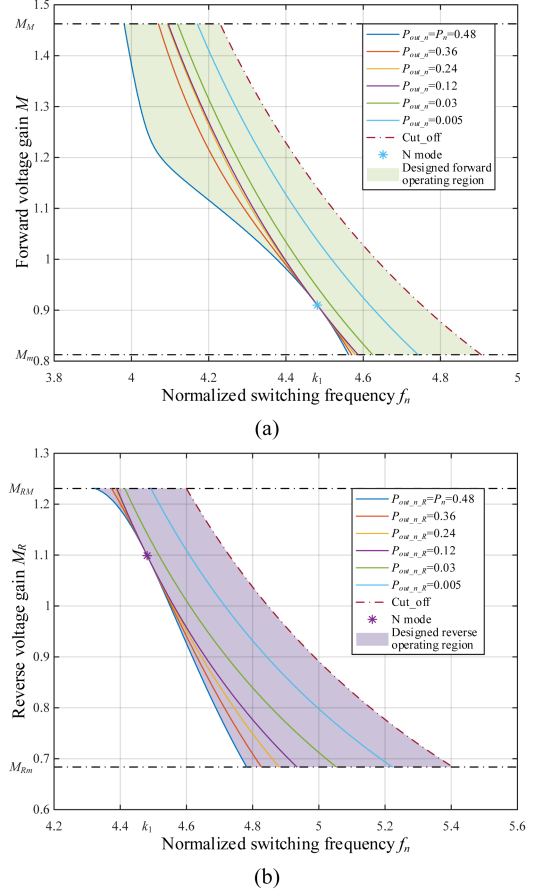 1.5
M_M
1.4
1.3
1.2
1.1
1
0.9
M_m 0.8
Forward voltage gain M
P_out_n=P_n=0.48
P_out_n=0.36
P_out_n=0.24
P_out_n=0.12
P_out_n=0.03
P_out_n=0.005
Cut_off
N mode
Designed forward
operating region
3.8 4 4.2 4.4 k_1 4.6 4.8 5
Normalized switching frequency f_n
(a)
1.3
M_RM
1.2
1.1
1
0.9
0.8
0.7
M_Rm
0.6
Reverse voltage gain M_R
P_out_n_R=P_n=0.48
P_out_n_R=0.36
P_out_n_R=0.24
P_out_n_R=0.12
P_out_n_R=0.03
P_out_n_R=0.005
Cut_off
N mode
Designed reverse
operating region
4.2 4.4 k_1 4.6 4.8 5 5.2 5.4 5.6
Normalized switching frequency f_n
(b)